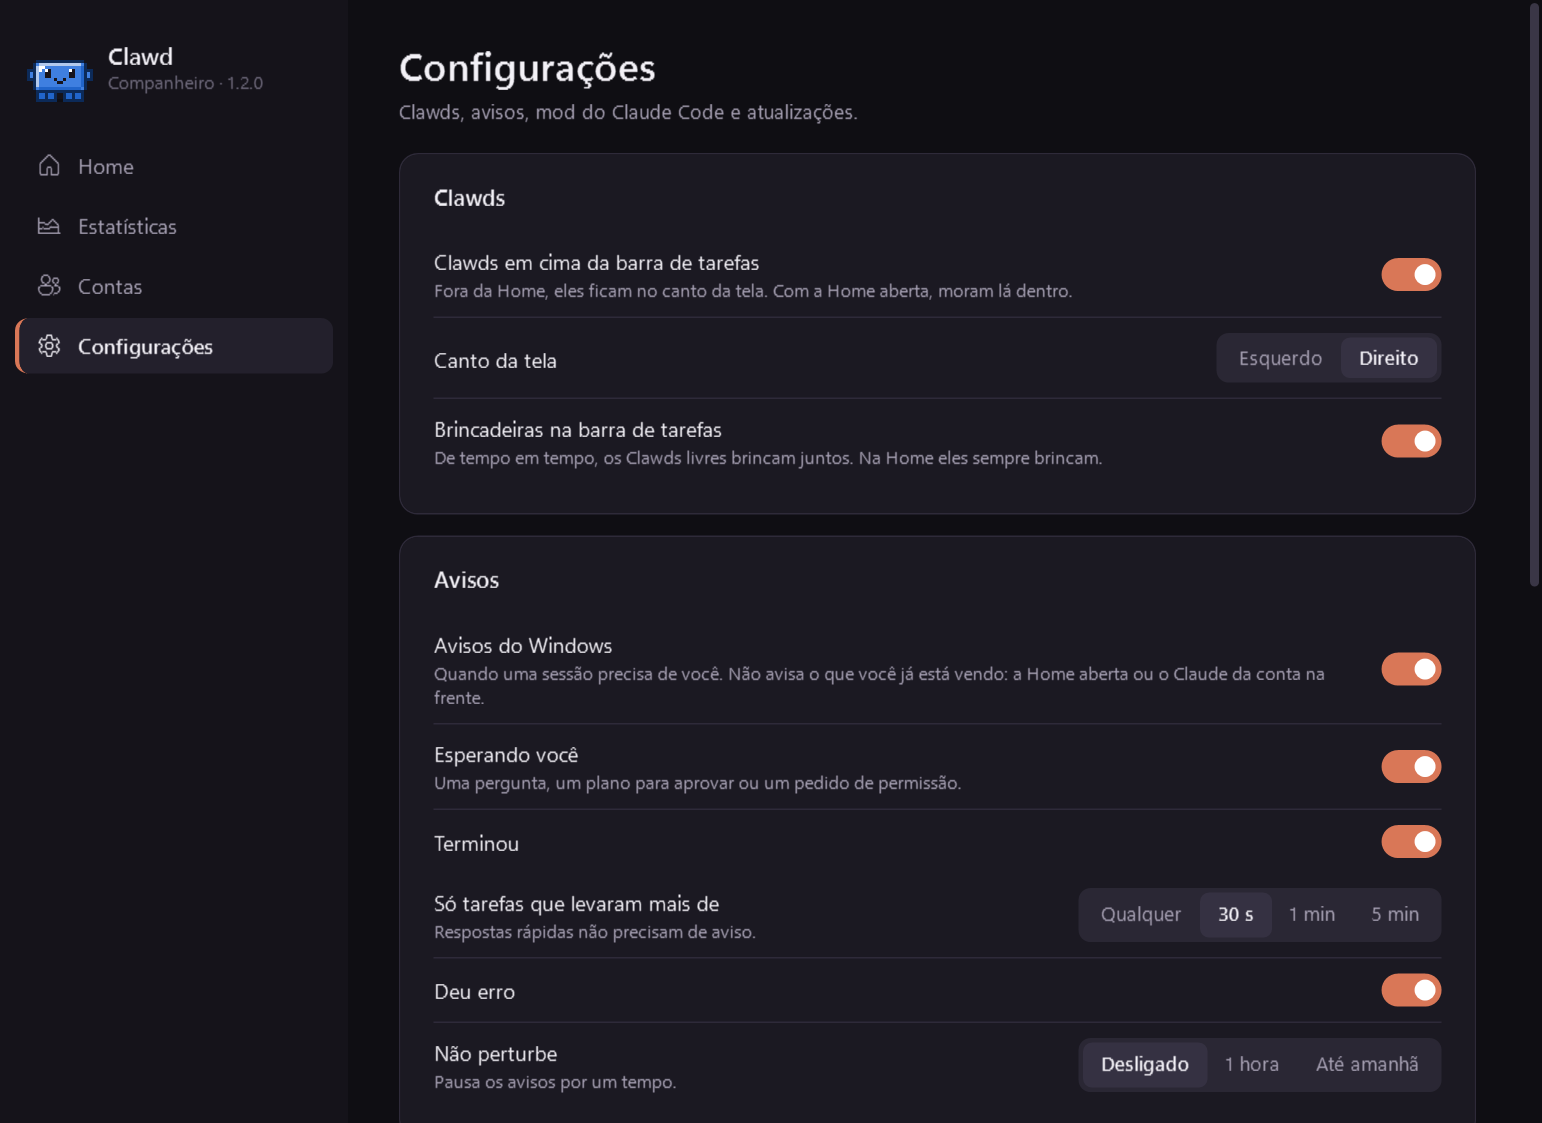 Clawd
Companheiro · 1.2.0
Home
Estatísticas
Contas
Configurações
Configurações
Clawds, avisos, mod do Claude Code e atualizações.
Clawds
Clawds em cima da barra de tarefas
Fora da Home, eles ficam no canto da tela. Com a Home aberta, moram lá dentro.
Canto da tela
Esquerdo
Direito
Brincadeiras na barra de tarefas
De tempo em tempo, os Clawds livres brincam juntos. Na Home eles sempre brincam.
Avisos
Avisos do Windows
Quando uma sessão precisa de você. Não avisa o que você já está vendo: a Home aberta ou o Claude da conta na
frente.
Esperando você
Uma pergunta, um plano para aprovar ou um pedido de permissão.
Terminou
Só tarefas que levaram mais de
Respostas rápidas não precisam de aviso.
Qualquer
30 s
1 min
5 min
Deu erro
Não perturbe
Pausa os avisos por um tempo.
Desligado
1 hora
Até amanhã